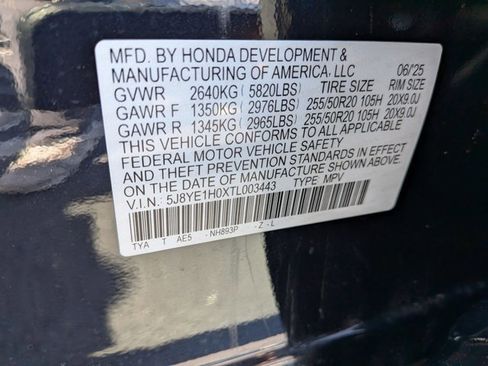 MFD. BY HONDA DEVELOPMENT &
MANUFACTURING OF AMERICA, LLC 06/'25
GVWR 2640KG ( 5820LBS) TIRE SIZE RIM SIZE
GAWR F 1350KG ( 2976LBS) 255/50R20 105H 20X9.0J
GAWR R 1345KG ( 2965LBS) 255/50R20 105H 20X9.0J
THIS VEHICLE CONFORMS TO ALL APPLICABLE
FEDERAL MOTOR VEHICLE SAFETY
AND THEFT PREVENTION STANDARDS IN EFFECT
ON THE DATE OF MANUFACTURE SHOWN ABOVE.
V.I.N.: 5J8YE1H0XTL003443 TYPE: MPV
TYA T AE5 - NH893P - Z - L